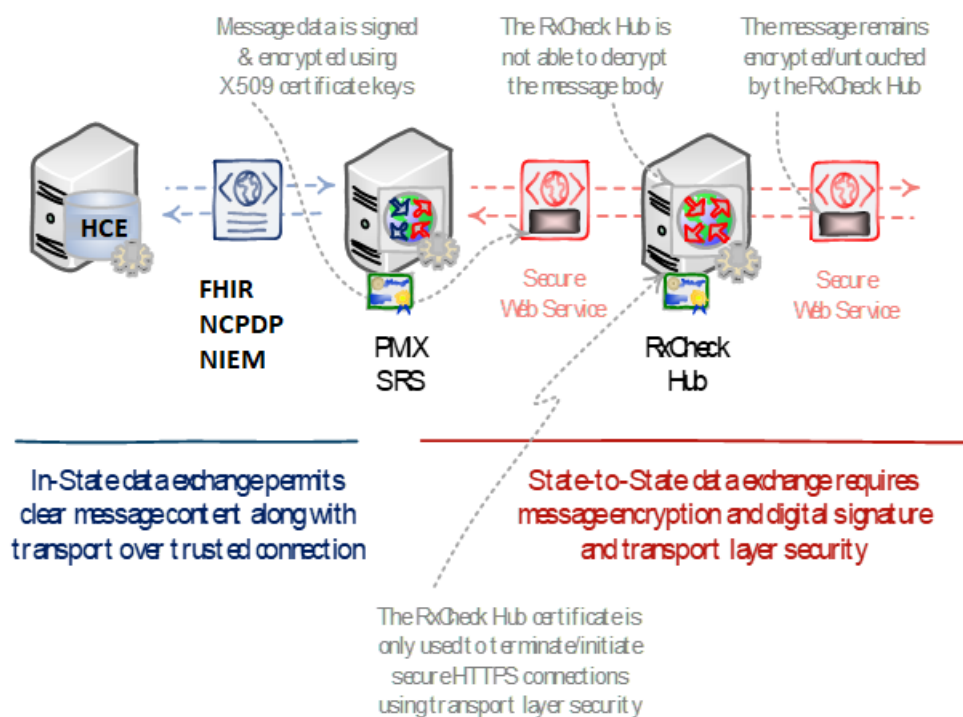 Message data is signed
& encrypted using
X.509 certificate keys
The RxCheck Hub is
not able to decrypt
the message body
The message remains
encrypted/untouched
by the RxCheck Hub
HCE
FHIR
NCPDP
NIEM
PMIX
SRS
Secure
Web Service
RxCheck
Hub
Secure
Web Service
In-State data exchange permits
clear message content along with
transport over trusted connection
State-to-State data exchange requires
message encryption and digital signature
and transport layer security
The RxCheck Hub certificate is
only used to terminate/initiate
secure HTTPS connections
using transport layer security